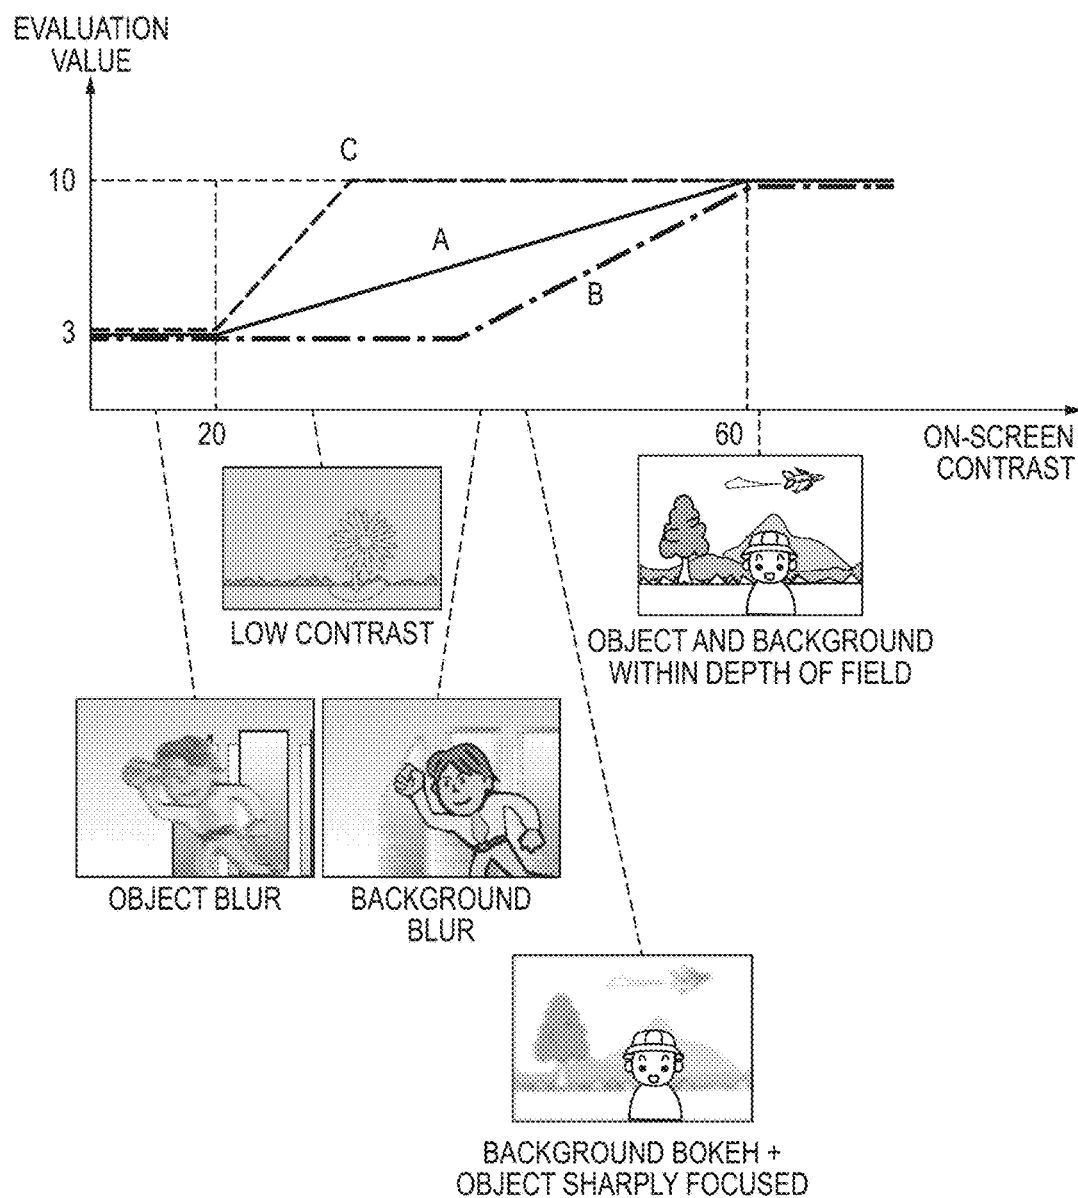 EVALUATION
VALUE
C
10
A
B
3
20
60
ON-SCREEN
CONTRAST
LOW CONTRAST
OBJECT AND BACKGROUND
WITHIN DEPTH OF FIELD
OBJECT BLUR
BACKGROUND
BLUR
BACKGROUND BOKEH +
OBJECT SHARPLY FOCUSED